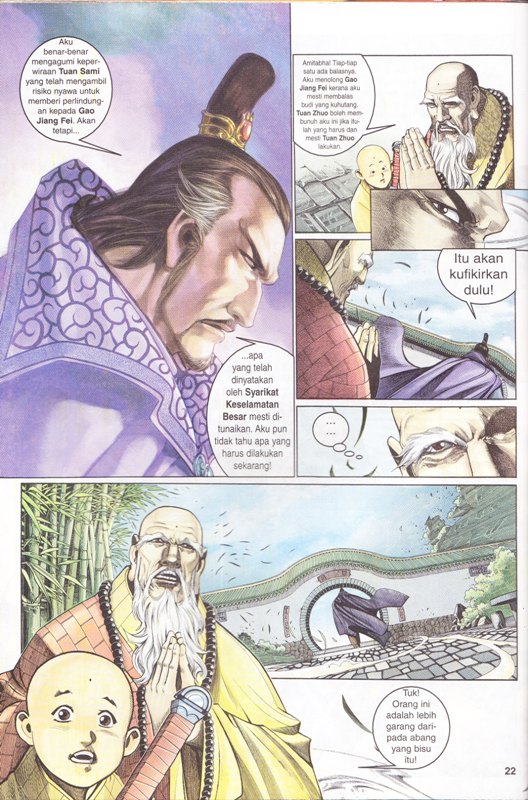 Aku
benar-benar
mengagumi keper-
wiraan Tuan Sami
yang telah mengambil
risiko nyawa untuk
memberi perlindun-
gan kepada Gao
Jiang Fei. Akan
tetapi...
...apa
yang telah
dinyatakan
oleh Syarikat
Keselamatan
Besar mesti di-
tunaikan. Aku pun
tidak tahu apa yang
harus dilakukan
sekarang!
Amitabha! Tiap-tiap
satu ada balasnya.
Aku menolong Gao
Jiang Fei kerana aku
mesti membalas
budi yang kuhutang.
Tuan Zhuo boleh mem-
bunuh aku ini jika itu-
lah yang harus dan
mesti Tuan Zhuo
lakukan.
Itu akan
kufikirkan
dulu!
...
...
Tuk!
Orang ini
adalah lebih
garang dari-
pada abang
yang bisu
itu!
22